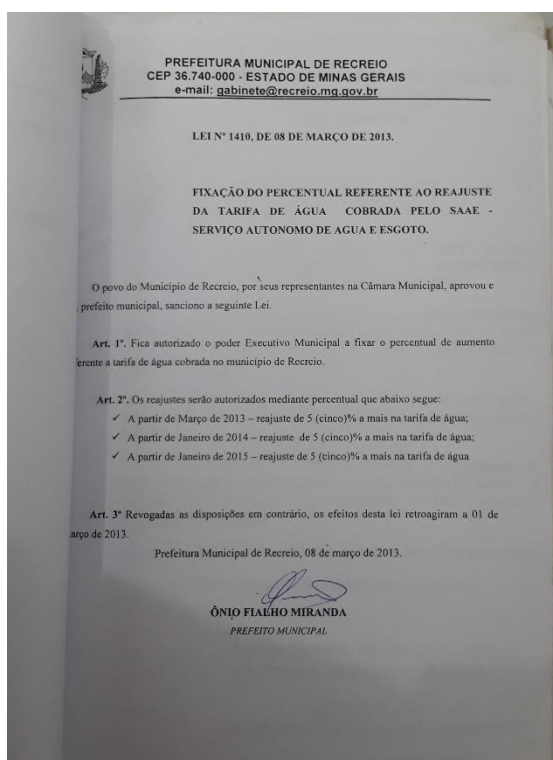 PREFEITURA MUNICIPAL DE RECREIO
CEP 36.740-000 - ESTADO DE MINAS GERAIS
e-mail: gabinete@recreio.mg.gov.br
LEI Nº 1410, DE 08 DE MARÇO DE 2013.
FIXAÇÃO DO PERCENTUAL REFERENTE AO REAJUSTE
DA TARIFA DE ÁGUA COBRADA PELO SAAE -
SERVIÇO AUTONOMO DE AGUA E ESGOTO.
O povo do Município de Recreio, por seus representantes na Câmara Municipal, aprovou e
prefeito municipal, sanciono a seguinte Lei.
Art. 1º. Fica autorizado o poder Executivo Municipal a fixar o percentual de aumento
ferente a tarifa de água cobrada no município de Recreio.
Art. 2º. Os reajustes serão autorizados mediante percentual que abaixo segue:
✓ A partir de Março de 2013 – reajuste de 5 (cinco)% a mais na tarifa de água;
✓ A partir de Janeiro de 2014 – reajuste de 5 (cinco)% a mais na tarifa de água;
✓ A partir de Janeiro de 2015 – reajuste de 5 (cinco)% a mais na tarifa de água
Art. 3º Revogadas as disposições em contrário, os efeitos desta lei retroagiram a 01 de
arço de 2013.
Prefeitura Municipal de Recreio, 08 de março de 2013.
ÔNIO FIALHO MIRANDA
PREFEITO MUNICIPAL